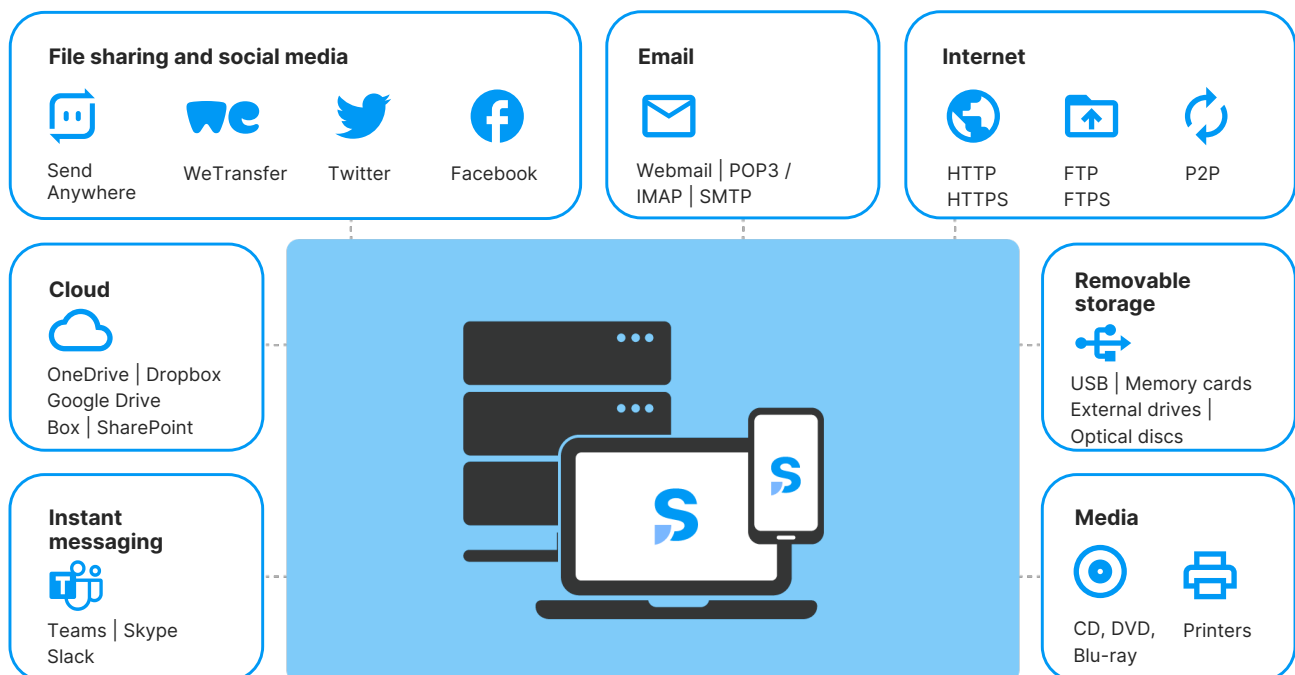 File sharing and social media
Send
Anywhere
WeTransfer
Twitter
Facebook
Email
Webmail | POP3 /
IMAP | SMTP
Internet
HTTP
HTTPS
FTP
FTPS
P2P
Cloud
OneDrive | Dropbox
Google Drive
Box | SharePoint
Removable
storage
USB | Memory cards
External drives |
Optical discs
Instant
messaging
T
Teams | Skype
Slack
S
S
Media
CD, DVD,
Blu-ray
Printers